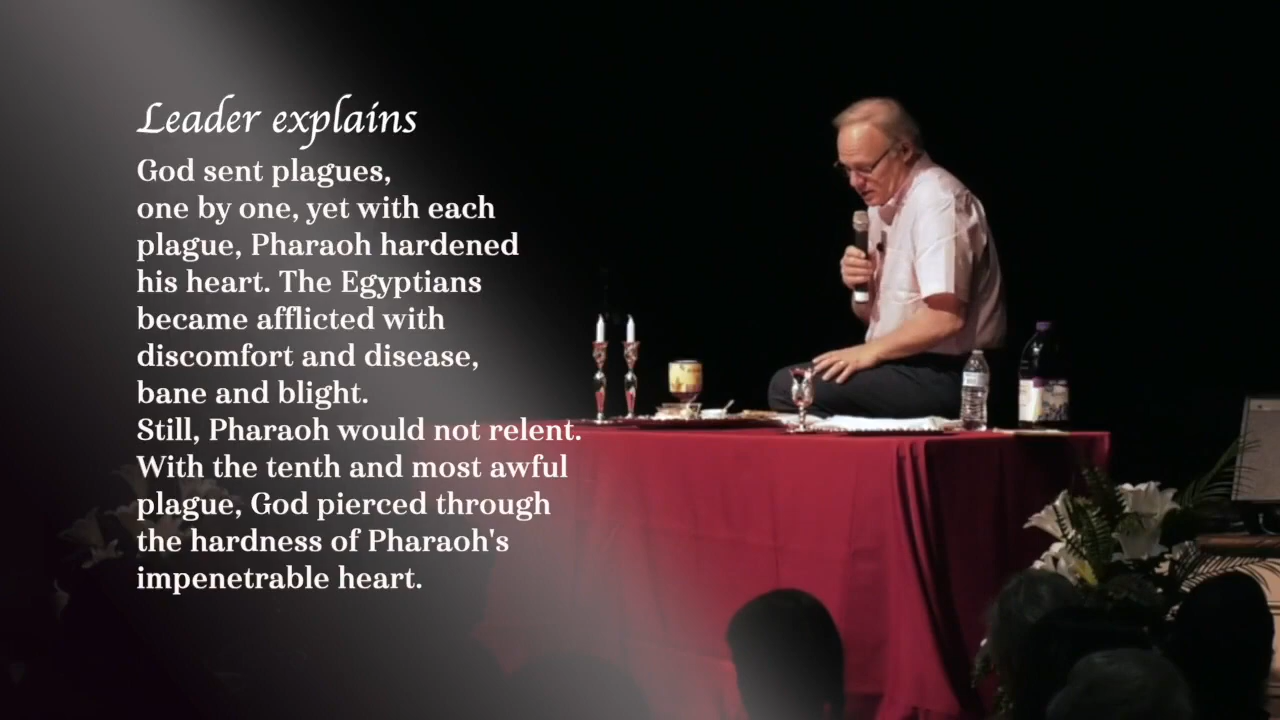 Leader explains
God sent plagues,
one by one, yet with each
plague, Pharaoh hardened
his heart. The Egyptians
became afflicted with
discomfort and disease,
bane and blight.
Still, Pharaoh would not relent.
With the tenth and most awful
plague, God pierced through
the hardness of Pharaoh's
impenetrable heart.